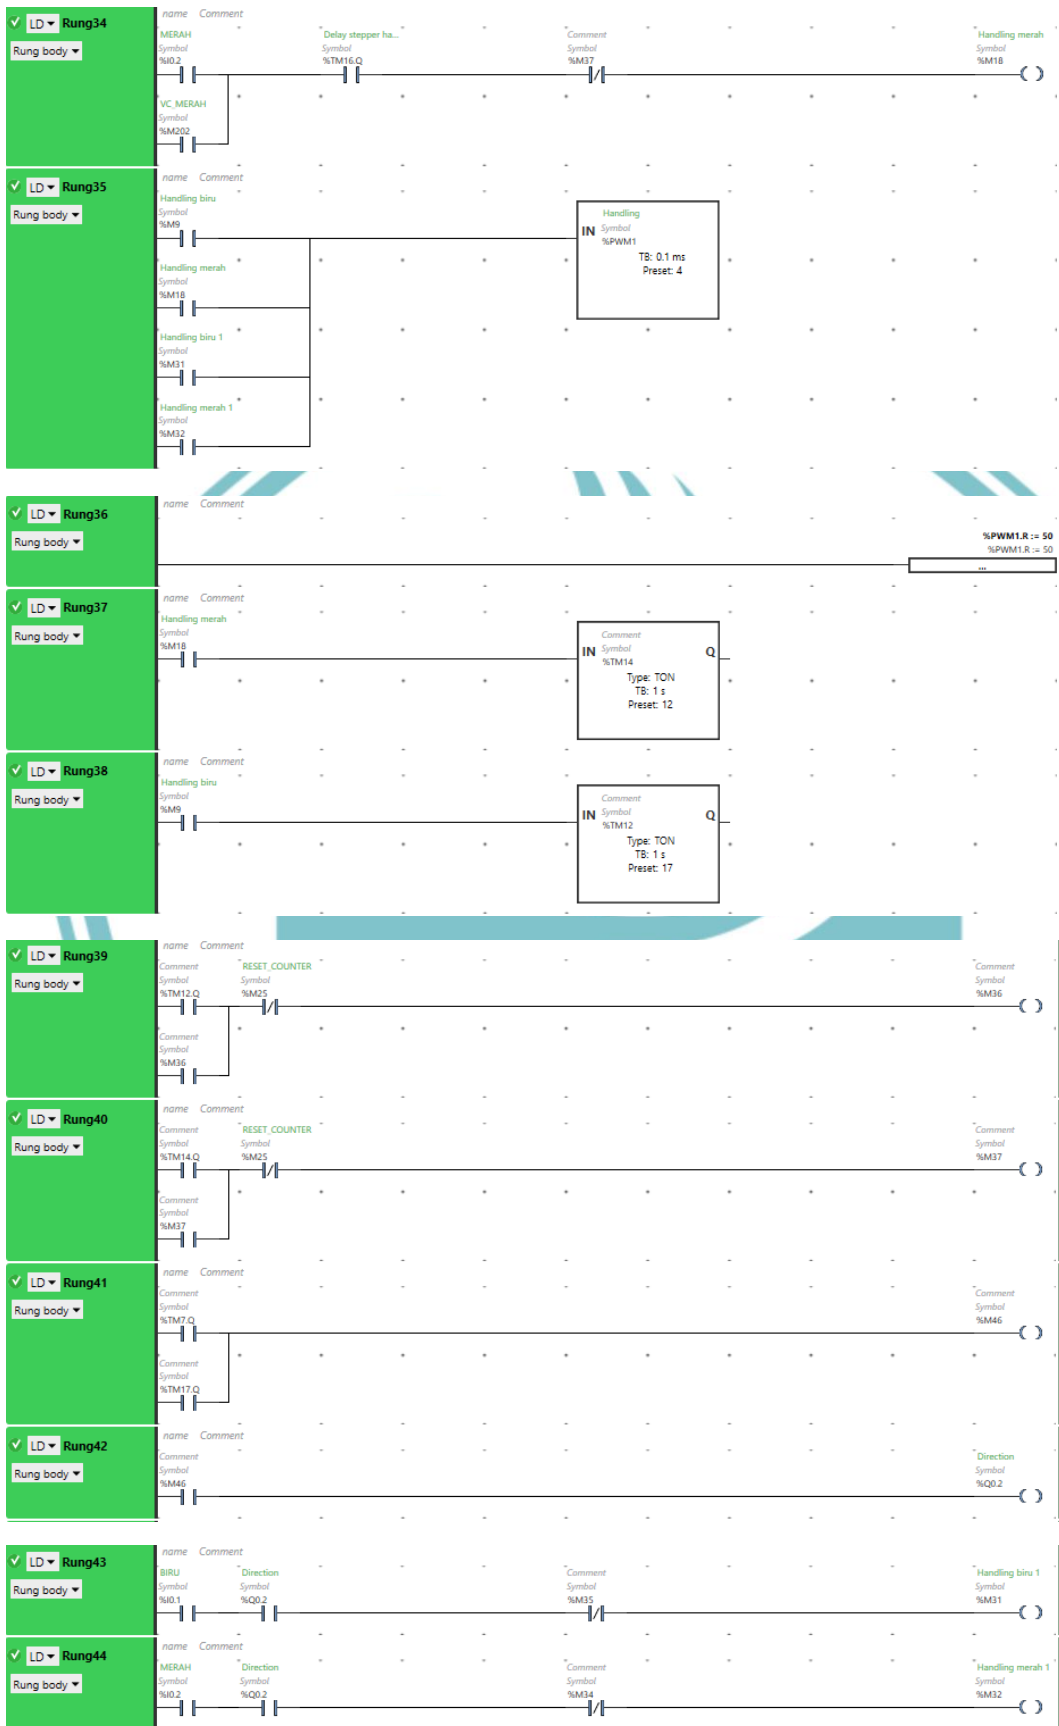 LD Rung34
Rung body
name Comment
MERAH
Symbol
%I0.2
Delay stepper ha...
Symbol
%TM16.Q
Comment
Symbol
%M37
Handling merah
Symbol
%M18
VC_MERAH
Symbol
%M202
LD Rung35
Rung body
name Comment
Handling biru
Symbol
%M9
Handling
IN Symbol
%PWM1
TB: 0.1 ms
Preset: 4
Handling merah
Symbol
%M18
Handling biru 1
Symbol
%M31
Handling merah 1
Symbol
%M32
LD Rung36
Rung body
name Comment
%PWM1.R := 50
%PWM1.R := 50
...
LD Rung37
Rung body
name Comment
Handling merah
Symbol
%M18
Comment
IN Symbol Q
%TM14
Type: TON
TB: 1 s
Preset: 12
LD Rung38
Rung body
name Comment
Handling biru
Symbol
%M9
Comment
IN Symbol Q
%TM12
Type: TON
TB: 1 s
Preset: 17
LD Rung39
Rung body
name Comment
Comment
Symbol
%TM12.Q
RESET_COUNTER
Symbol
%M25
Comment
Symbol
%M36
Comment
Symbol
%M36
LD Rung40
Rung body
name Comment
Comment
Symbol
%TM14.Q
RESET_COUNTER
Symbol
%M25
Comment
Symbol
%M37
Comment
Symbol
%M37
LD Rung41
Rung body
name Comment
Comment
Symbol
%TM7.Q
Comment
Symbol
%M46
Comment
Symbol
%TM17.Q
LD Rung42
Rung body
name Comment
Comment
Symbol
%M46
Direction
Symbol
%Q0.2
LD Rung43
Rung body
name Comment
BIRU
Symbol
%I0.1
Direction
Symbol
%Q0.2
Comment
Symbol
%M35
Handling biru 1
Symbol
%M31
LD Rung44
Rung body
name Comment
MERAH
Symbol
%I0.2
Direction
Symbol
%Q0.2
Comment
Symbol
%M34
Handling merah 1
Symbol
%M32